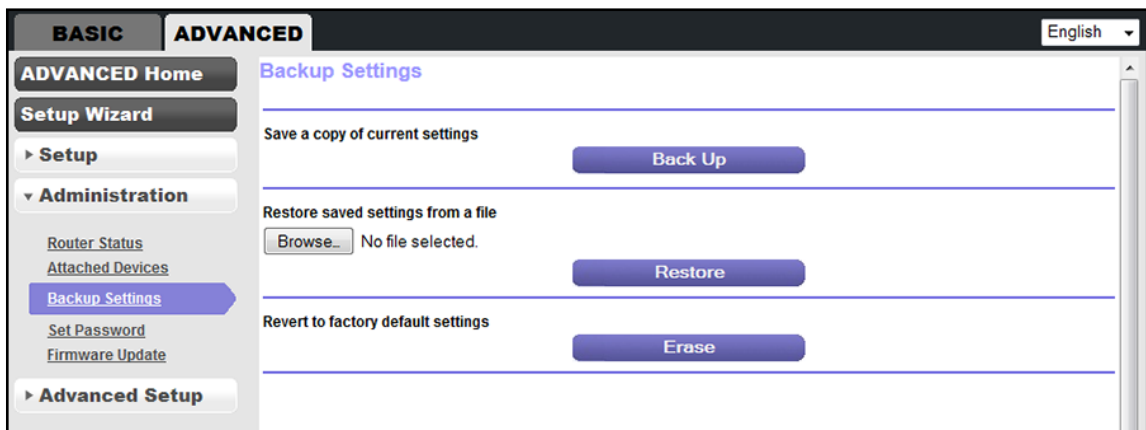 BASIC
ADVANCED
English
ADVANCED Home
Setup Wizard
Setup
Administration
Router Status
Attached Devices
Backup Settings
Set Password
Firmware Update
Advanced Setup
Backup Settings
Save a copy of current settings
Back Up
Restore saved settings from a file
Browse… No file selected.
Restore
Revert to factory default settings
Erase